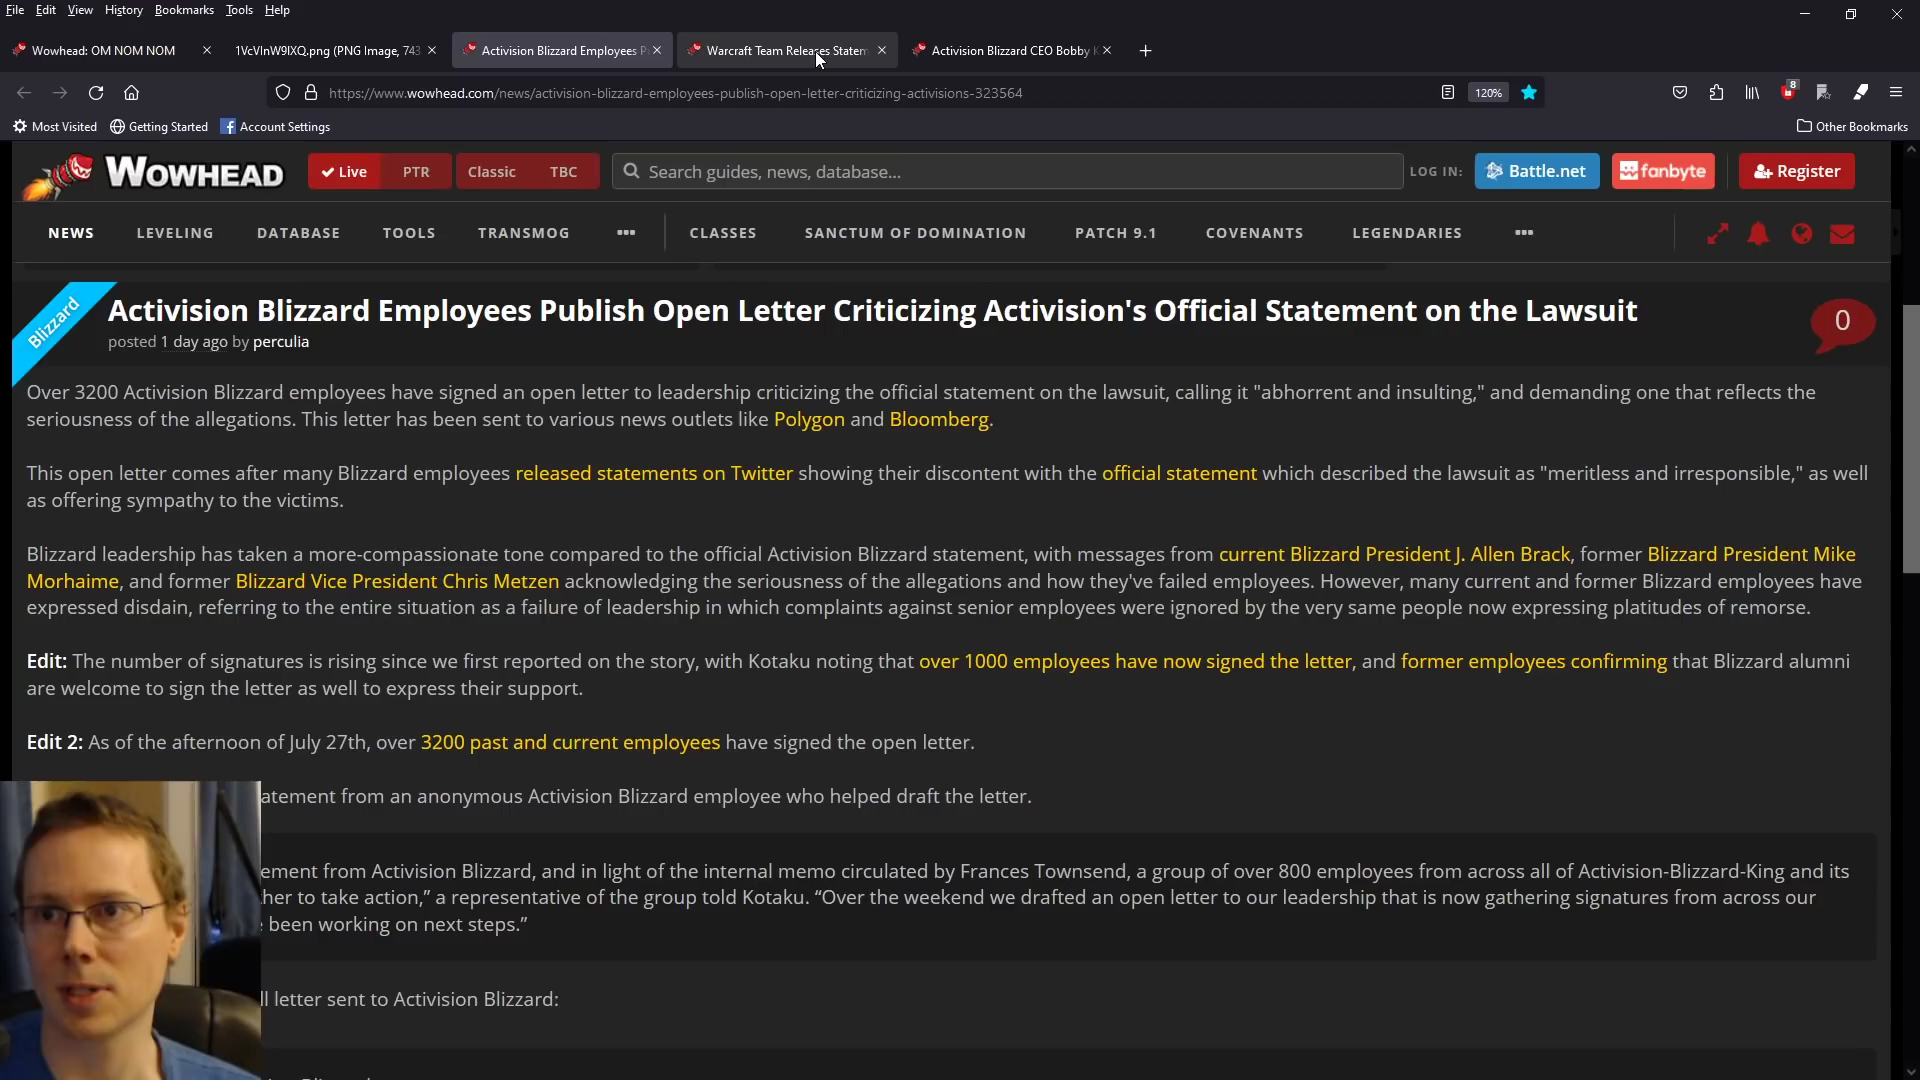 File Edit View History Bookmarks Tools Help
Wowhead: OM NOM NOM
1VcVlnW9lXQ.png (PNG Image, 743
Activision Blizzard Employees P
Warcraft Team Releases Statem
Activision Blizzard CEO Bobby K
https://www.wowhead.com/news/activision-blizzard-employees-publish-open-letter-criticizing-activisions-323564
120%
8
Most Visited Getting Started Account Settings Other Bookmarks
WOWHEAD Live PTR Classic TBC Search guides, news, database... LOG IN: Battle.net fanbyte Register
NEWS LEVELING DATABASE TOOLS TRANSMOG ••• CLASSES SANCTUM OF DOMINATION PATCH 9.1 COVENANTS LEGENDARIES •••
Blizzard
Activision Blizzard Employees Publish Open Letter Criticizing Activision's Official Statement on the Lawsuit
0
posted 1 day ago by perculia
Over 3200 Activision Blizzard employees have signed an open letter to leadership criticizing the official statement on the lawsuit, calling it "abhorrent and insulting," and demanding one that reflects the
seriousness of the allegations. This letter has been sent to various news outlets like Polygon and Bloomberg.
This open letter comes after many Blizzard employees released statements on Twitter showing their discontent with the official statement which described the lawsuit as "meritless and irresponsible," as well
as offering sympathy to the victims.
Blizzard leadership has taken a more-compassionate tone compared to the official Activision Blizzard statement, with messages from current Blizzard President J. Allen Brack, former Blizzard President Mike
Morhaime, and former Blizzard Vice President Chris Metzen acknowledging the seriousness of the allegations and how they've failed employees. However, many current and former Blizzard employees have
expressed disdain, referring to the entire situation as a failure of leadership in which complaints against senior employees were ignored by the very same people now expressing platitudes of remorse.
Edit: The number of signatures is rising since we first reported on the story, with Kotaku noting that over 1000 employees have now signed the letter, and former employees confirming that Blizzard alumni
are welcome to sign the letter as well to express their support.
Edit 2: As of the afternoon of July 27th, over 3200 past and current employees have signed the open letter.
atement from an anonymous Activision Blizzard employee who helped draft the letter.
ement from Activision Blizzard, and in light of the internal memo circulated by Frances Townsend, a group of over 800 employees from across all of Activision-Blizzard-King and its
her to take action,” a representative of the group told Kotaku. “Over the weekend we drafted an open letter to our leadership that is now gathering signatures from across our
been working on next steps.”
ll letter sent to Activision Blizzard: